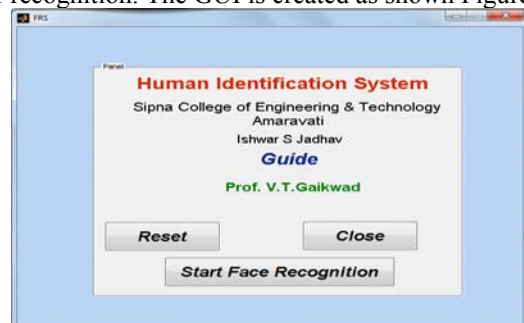 recognition. The GUI is created as shown Figure
FRS
Panel
Human Identification System
Sipna College of Engineering & Technology
Amaravati
Ishwar S Jadhav
Guide
Prof. V.T.Gaikwad
Reset
Close
Start Face Recognition